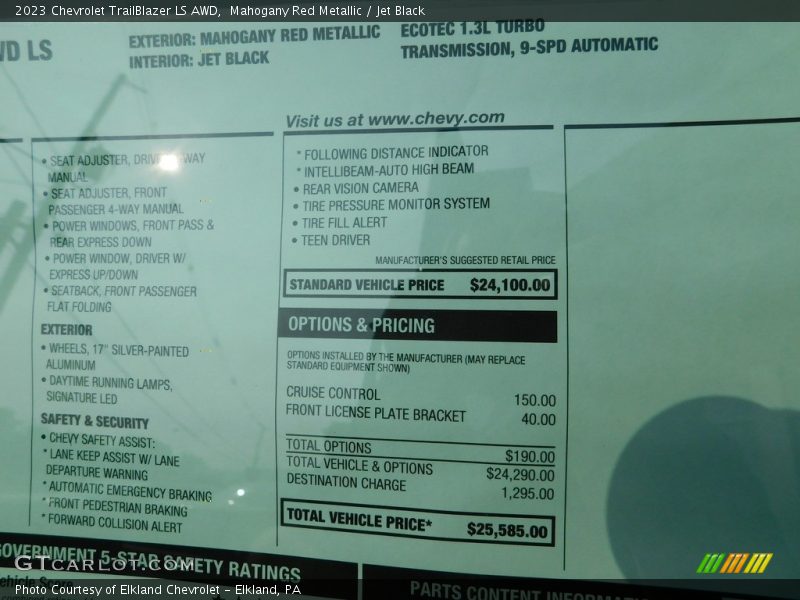 2023 Chevrolet TrailBlazer LS AWD, Mahogany Red Metallic / Jet Black
WD LS
EXTERIOR: MAHOGANY RED METALLIC
INTERIOR: JET BLACK
ECOTEC 1.3L TURBO
TRANSMISSION, 9-SPD AUTOMATIC
Visit us at www.chevy.com
• SEAT ADJUSTER, WAY
MANUAL
• SEAT ADJUSTER, FRONT
PASSENGER 4-WAY MANUAL
• POWER WINDOWS, FRONT PASS &
REAR EXPRESS DOWN
• POWER WINDOW, DRIVER W/
EXPRESS UP/DOWN
• SEATBACK, FRONT PASSENGER
FLAT FOLDING
EXTERIOR
• WHEELS, 17" SILVER-PAINTED
ALUMINUM
• DAYTIME RUNNING LAMPS,
SIGNATURE LED
SAFETY & SECURITY
• CHEVY SAFETY ASSIST:
* LANE KEEP ASSIST W/ LANE
DEPARTURE WARNING
* AUTOMATIC EMERGENCY BRAKING
* FRONT PEDESTRIAN BRAKING
* FORWARD COLLISION ALERT
* FOLLOWING DISTANCE INDICATOR
* INTELLIBEAM-AUTO HIGH BEAM
• REAR VISION CAMERA
• TIRE PRESSURE MONITOR SYSTEM
• TIRE FILL ALERT
• TEEN DRIVER
MANUFACTURER'S SUGGESTED RETAIL PRICE
STANDARD VEHICLE PRICE $24,100.00
OPTIONS & PRICING
OPTIONS INSTALLED BY THE MANUFACTURER (MAY REPLACE
STANDARD EQUIPMENT SHOWN)
CRUISE CONTROL 150.00
FRONT LICENSE PLATE BRACKET 40.00
TOTAL OPTIONS $190.00
TOTAL VEHICLE & OPTIONS $24,290.00
DESTINATION CHARGE 1,295.00
TOTAL VEHICLE PRICE* $25,585.00
GOVERNMENT 5-STAR SAFETY RATINGS
PARTS CONTENT
GTCARLOT.COM
Photo Courtesy of Elkland Chevrolet - Elkland, PA